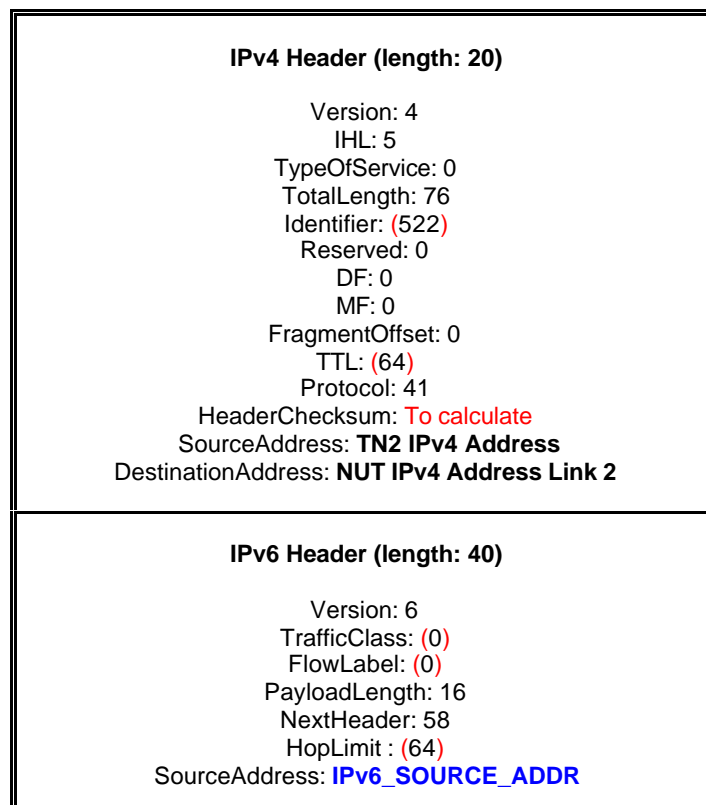 IPv4 Header (length: 20)
Version: 4
IHL: 5
TypeOfService: 0
TotalLength: 76
Identifier: (522)
Reserved: 0
DF: 0
MF: 0
FragmentOffset: 0
TTL: (64)
Protocol: 41
HeaderChecksum: To calculate
SourceAddress: TN2 IPv4 Address
DestinationAddress: NUT IPv4 Address Link 2
IPv6 Header (length: 40)
Version: 6
TrafficClass: (0)
FlowLabel: (0)
PayloadLength: 16
NextHeader: 58
HopLimit : (64)
SourceAddress: IPv6_SOURCE_ADDR